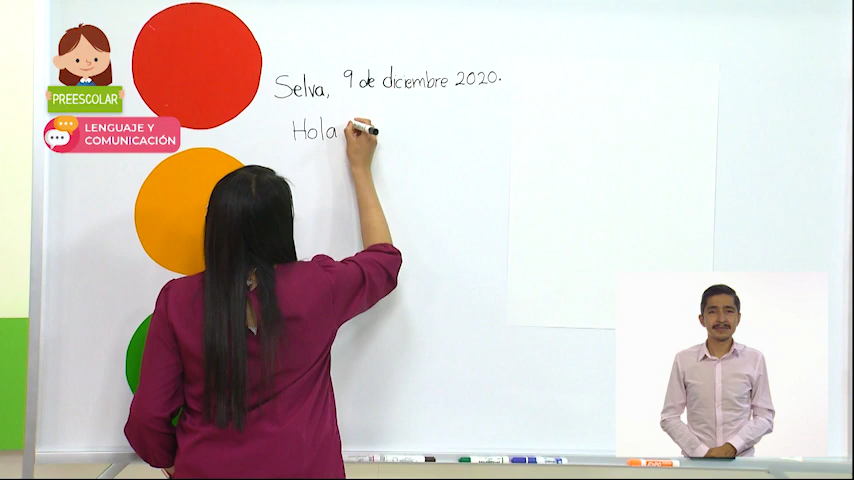 PREESCOLAR
LENGUAJE Y
COMUNICACIÓN
Selva, 9 de diciembre 2020.
Hola